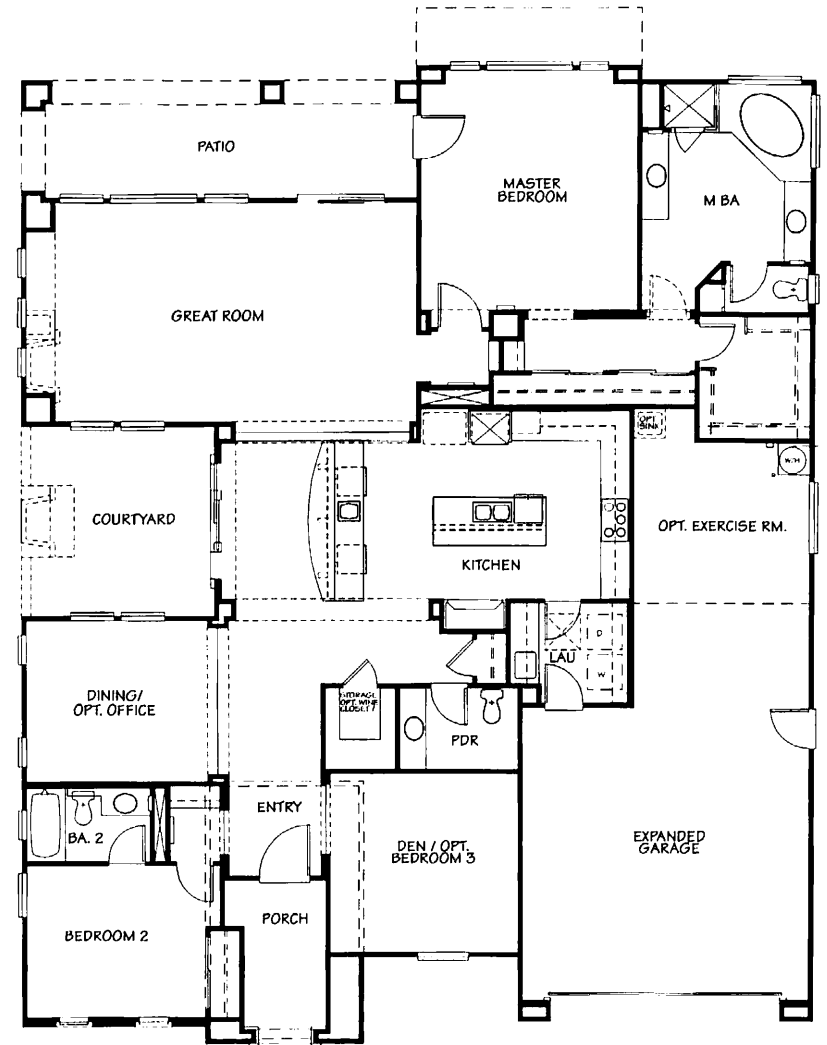 PATIO
MASTER
BEDROOM
M BA
GREAT ROOM
OPT.
SINK
W/H
COURTYARD
OPT. EXERCISE RM.
KITCHEN
D
LAU
W
DINING/
OPT. OFFICE
STORAGE
OPT. WINE
CLOSET
PDR
ENTRY
BA. 2
DEN / OPT.
BEDROOM 3
EXPANDED
GARAGE
PORCH
BEDROOM 2